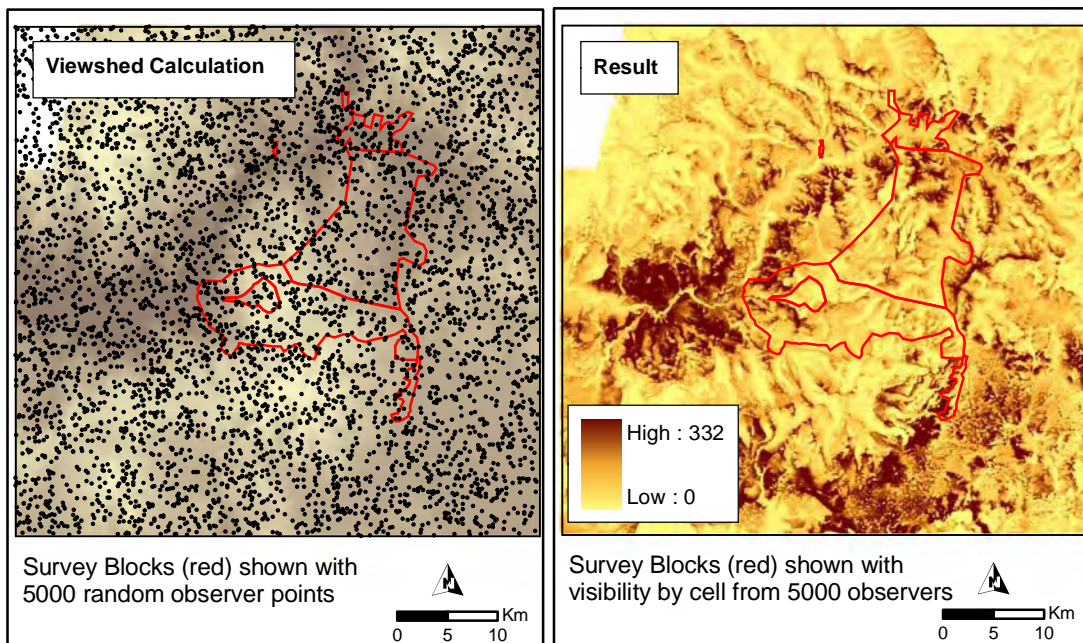 Viewshed Calculation
Survey Blocks (red) shown with
5000 random observer points
N
Km
0 5 10
Result
High : 332
Low : 0
Survey Blocks (red) shown with
visibility by cell from 5000 observers
N
Km
0 5 10